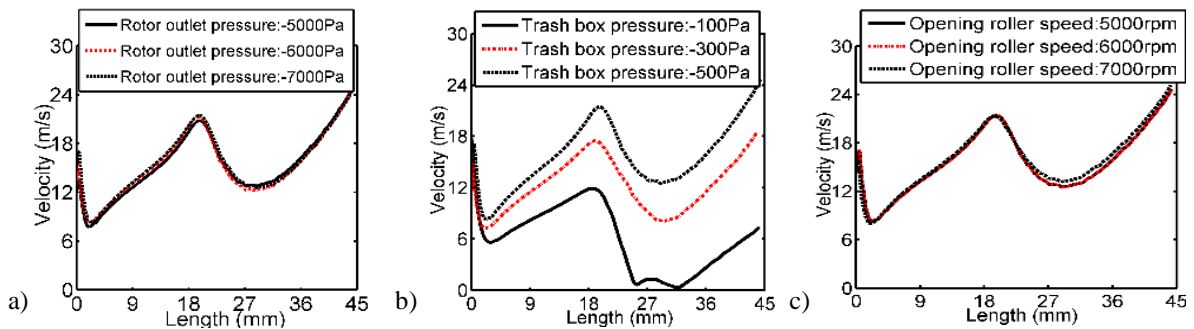 a)
Rotor outlet pressure:-5000Pa
Rotor outlet pressure:-6000Pa
Rotor outlet pressure:-7000Pa
Velocity (m/s)
30
24
18
12
6
0
0 9 18 27 36 45
Length (mm)
b)
Trash box pressure:-100Pa
Trash box pressure:-300Pa
Trash box pressure:-500Pa
Velocity (m/s)
30
24
18
12
6
0
0 9 18 27 36 45
Length (mm)
c)
Opening roller speed:5000rpm
Opening roller speed:6000rpm
Opening roller speed:7000rpm
Velocity (m/s)
30
24
18
12
6
0
0 9 18 27 36 45
Length (mm)